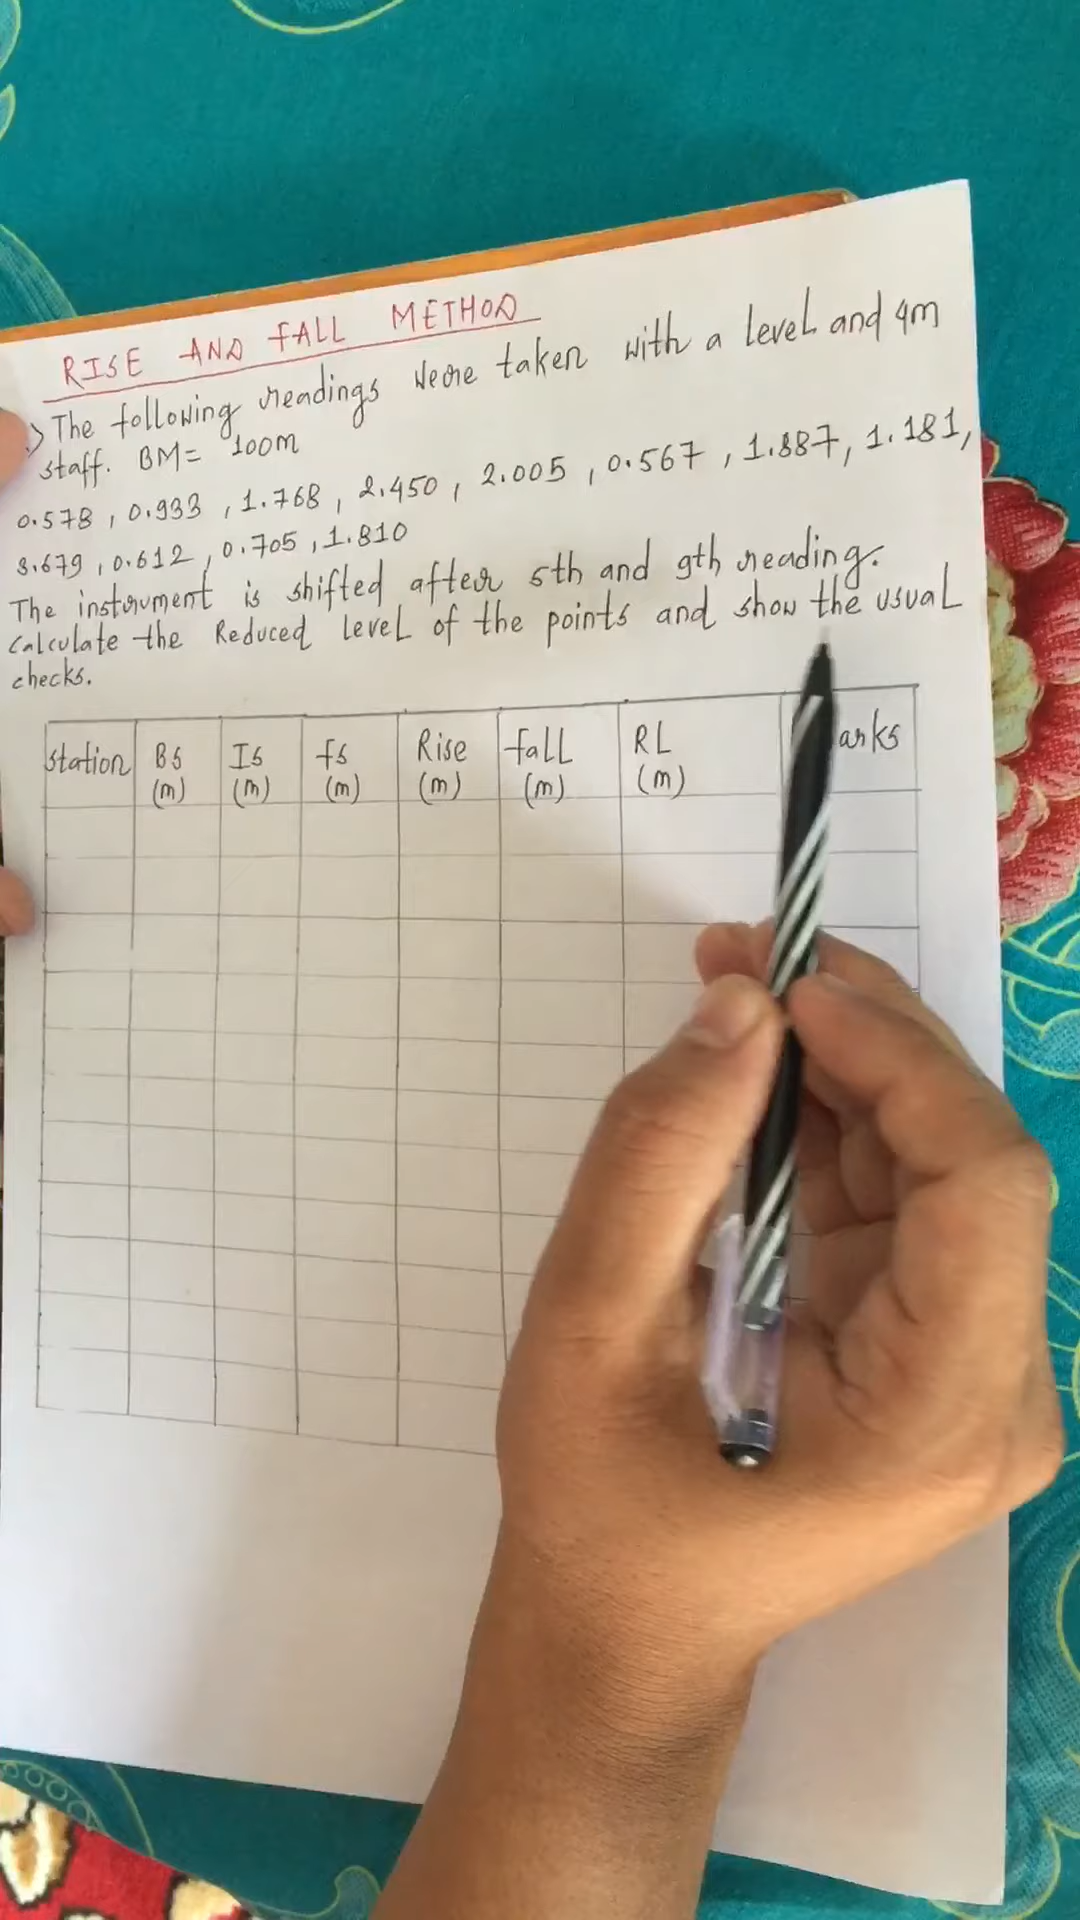 RISE AND FALL METHOD
> The following readings were taken with a level and 4m
staff. BM = 100m
0.578, 0.933, 1.768, 2.450, 2.005, 0.567, 1.887, 1.181,
3.679, 0.612, 0.705, 1.810
The instrument is shifted after 5th and 9th reading.
Calculate the Reduced level of the points and show the usual
checks.
Station BS (m) IS (m) fs (m) Rise (m) fall (m) RL (m)